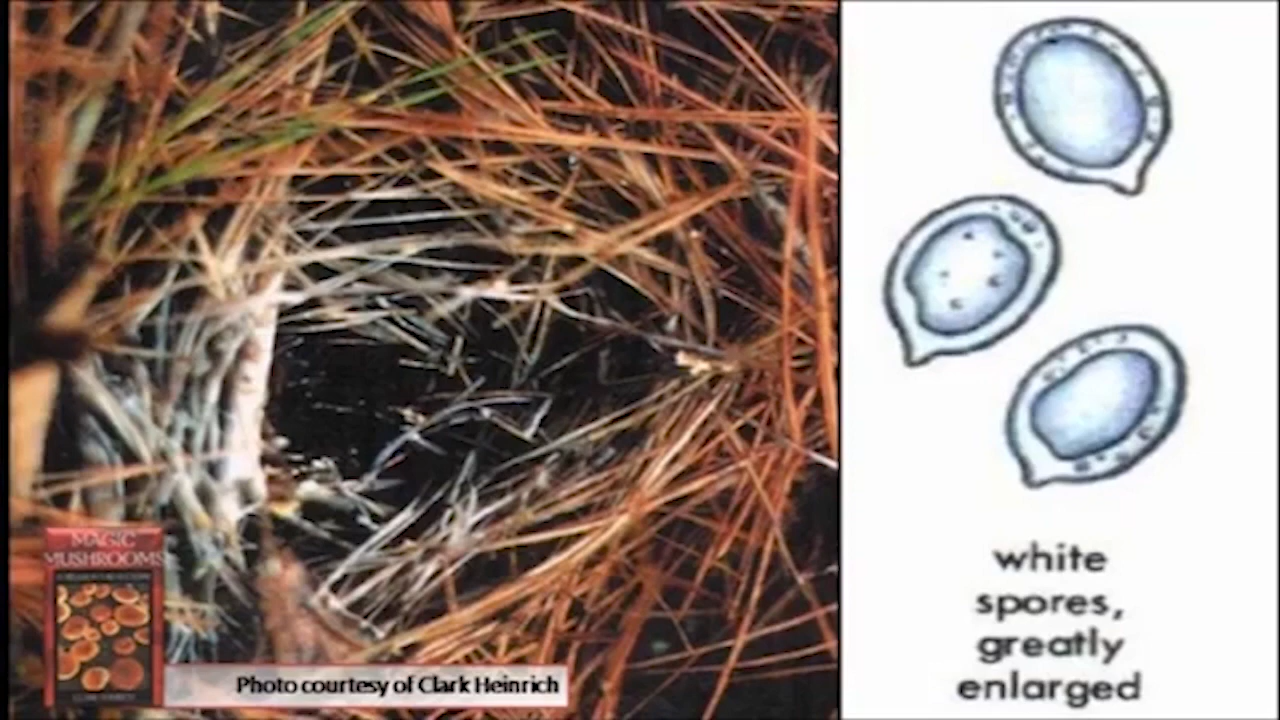 MAGIC
MUSHROOMS
Photo courtesy of Clark Heinrich
white
spores,
greatly
enlarged